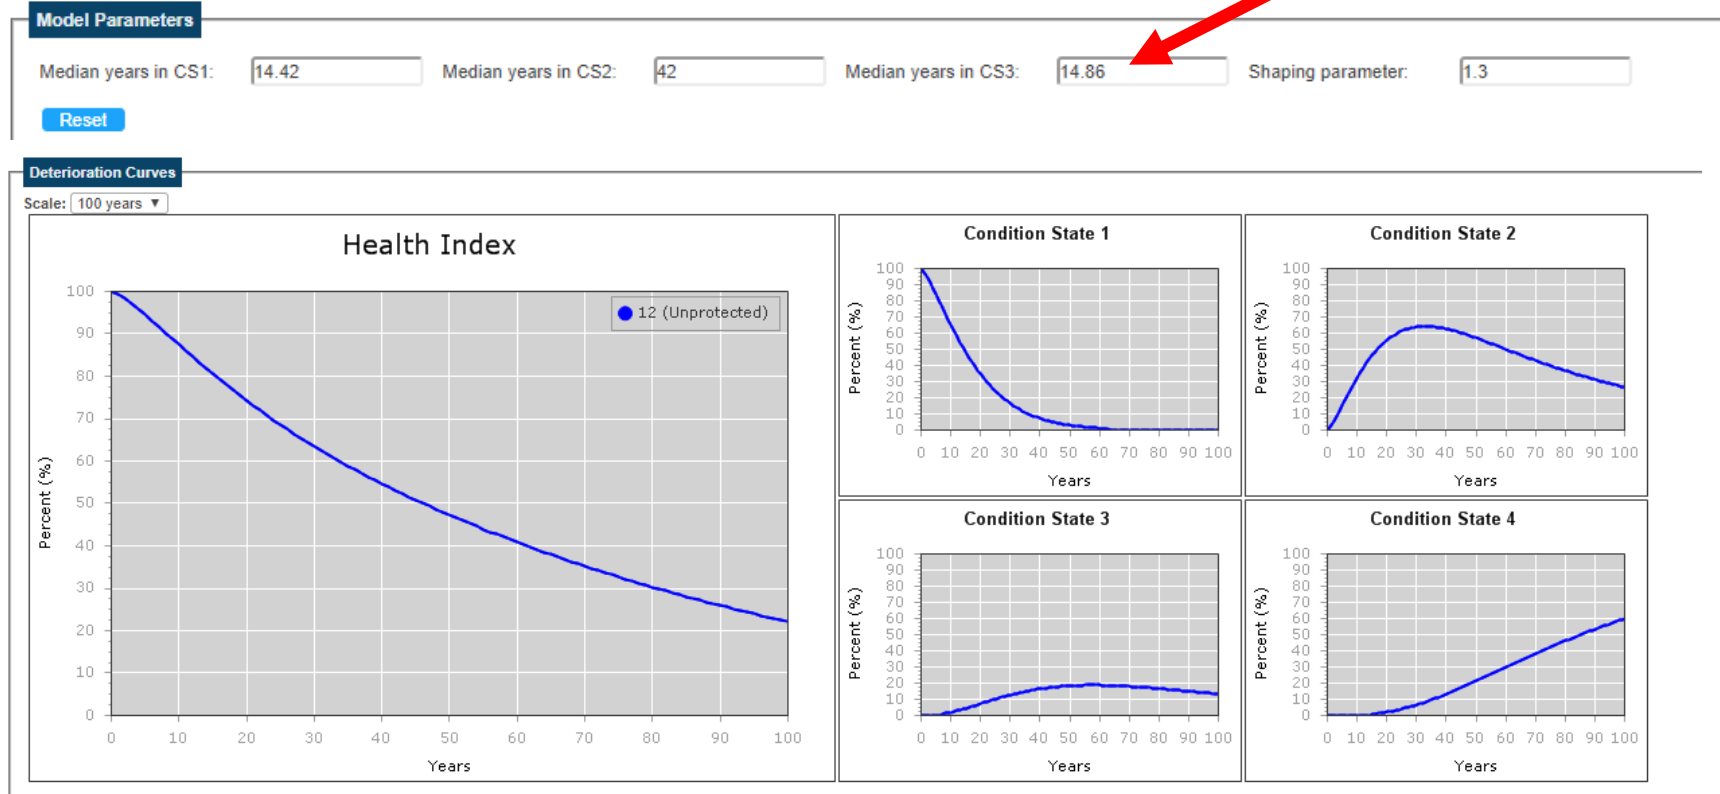 Model Parameters
Median years in CS1: 14.42 Median years in CS2: 42 Median years in CS3: 14.86 Shaping parameter: 1.3
Reset
Deterioration Curves
Scale: 100 years ▼
Health Index
12 (Unprotected)
Percent (%)
100
90
80
70
60
50
40
30
20
10
0
0 10 20 30 40 50 60 70 80 90 100
Years
Condition State 1
Percent (%)
100
90
80
70
60
50
40
30
20
10
0
0 10 20 30 40 50 60 70 80 90 100
Years
Condition State 2
Percent (%)
100
90
80
70
60
50
40
30
20
10
0
0 10 20 30 40 50 60 70 80 90 100
Years
Condition State 3
Percent (%)
100
90
80
70
60
50
40
30
20
10
0
0 10 20 30 40 50 60 70 80 90 100
Years
Condition State 4
Percent (%)
100
90
80
70
60
50
40
30
20
10
0
0 10 20 30 40 50 60 70 80 90 100
Years